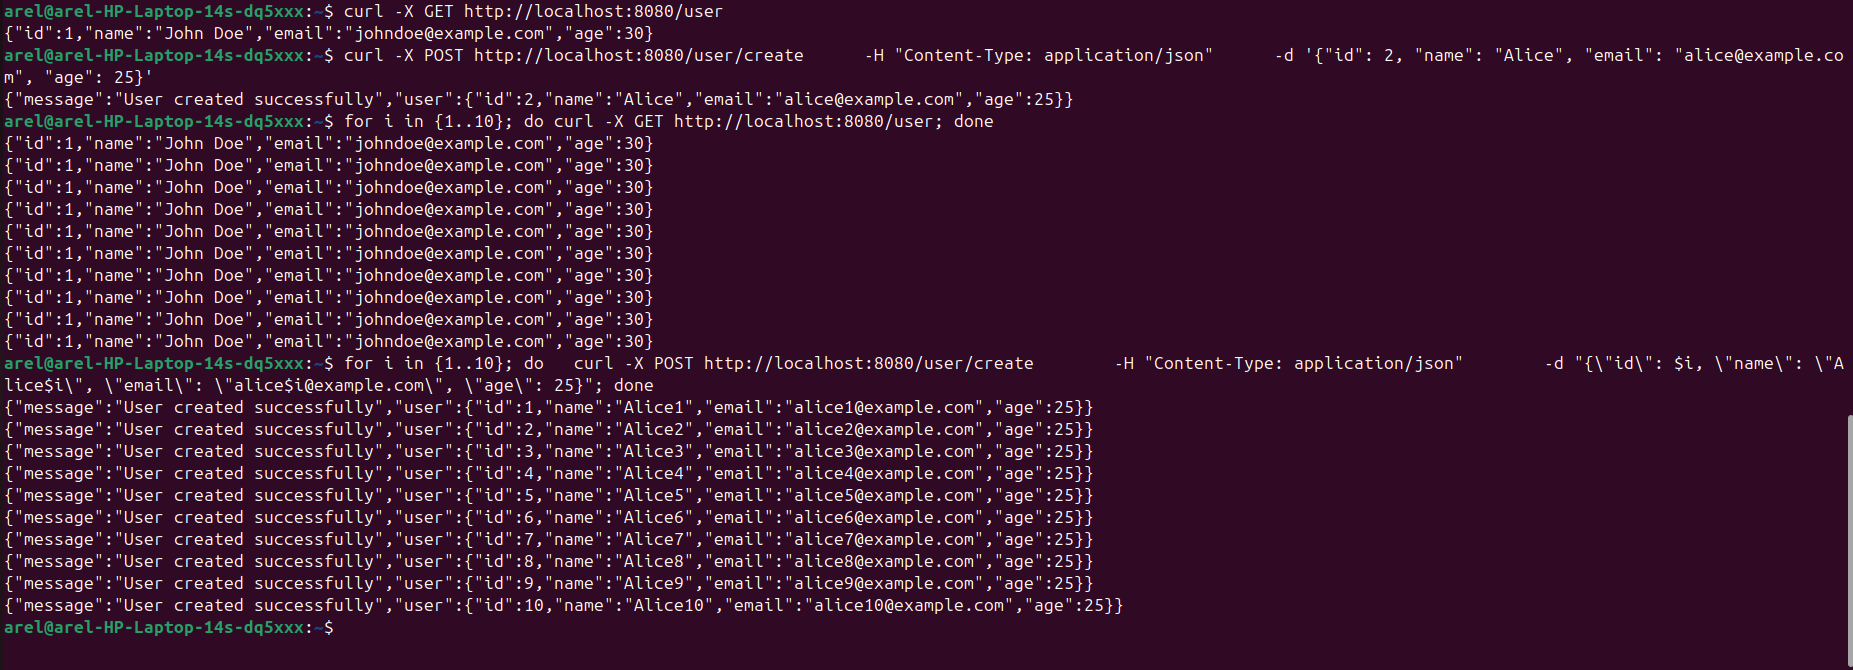 arel@arel-HP-Laptop-14s-dq5xxx:~$ curl -X GET http://localhost:8080/user
{"id":1,"name":"John Doe","email":"johndoe@example.com","age":30}
arel@arel-HP-Laptop-14s-dq5xxx:~$ curl -X POST http://localhost:8080/user/create      -H "Content-Type: application/json"      -d '{"id": 2, "name": "Alice", "email": "alice@example.co
m", "age": 25}'
{"message":"User created successfully","user":{"id":2,"name":"Alice","email":"alice@example.com","age":25}}
arel@arel-HP-Laptop-14s-dq5xxx:~$ for i in {1..10}; do curl -X GET http://localhost:8080/user; done
{"id":1,"name":"John Doe","email":"johndoe@example.com","age":30}
{"id":1,"name":"John Doe","email":"johndoe@example.com","age":30}
{"id":1,"name":"John Doe","email":"johndoe@example.com","age":30}
{"id":1,"name":"John Doe","email":"johndoe@example.com","age":30}
{"id":1,"name":"John Doe","email":"johndoe@example.com","age":30}
{"id":1,"name":"John Doe","email":"johndoe@example.com","age":30}
{"id":1,"name":"John Doe","email":"johndoe@example.com","age":30}
{"id":1,"name":"John Doe","email":"johndoe@example.com","age":30}
{"id":1,"name":"John Doe","email":"johndoe@example.com","age":30}
{"id":1,"name":"John Doe","email":"johndoe@example.com","age":30}
arel@arel-HP-Laptop-14s-dq5xxx:~$ for i in {1..10}; do   curl -X POST http://localhost:8080/user/create        -H "Content-Type: application/json"        -d "{\"id\": $i, \"name\": \"A
lice$i\", \"email\": \"alice$i@example.com\", \"age\": 25}"; done
{"message":"User created successfully","user":{"id":1,"name":"Alice1","email":"alice1@example.com","age":25}}
{"message":"User created successfully","user":{"id":2,"name":"Alice2","email":"alice2@example.com","age":25}}
{"message":"User created successfully","user":{"id":3,"name":"Alice3","email":"alice3@example.com","age":25}}
{"message":"User created successfully","user":{"id":4,"name":"Alice4","email":"alice4@example.com","age":25}}
{"message":"User created successfully","user":{"id":5,"name":"Alice5","email":"alice5@example.com","age":25}}
{"message":"User created successfully","user":{"id":6,"name":"Alice6","email":"alice6@example.com","age":25}}
{"message":"User created successfully","user":{"id":7,"name":"Alice7","email":"alice7@example.com","age":25}}
{"message":"User created successfully","user":{"id":8,"name":"Alice8","email":"alice8@example.com","age":25}}
{"message":"User created successfully","user":{"id":9,"name":"Alice9","email":"alice9@example.com","age":25}}
{"message":"User created successfully","user":{"id":10,"name":"Alice10","email":"alice10@example.com","age":25}}
arel@arel-HP-Laptop-14s-dq5xxx:~$